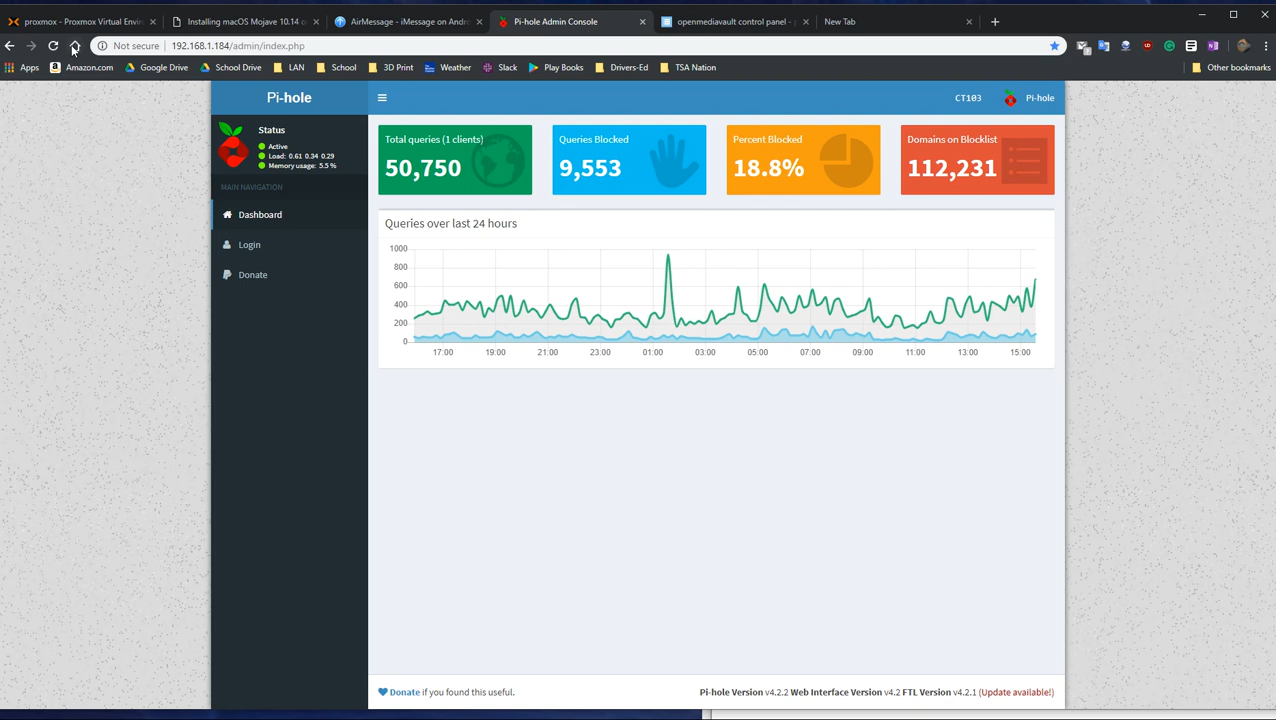 proxmox - Proxmox Virtual Envir
Installing macOS Mojave 10.14 o
AirMessage - iMessage on Andro
Pi-hole Admin Console
openmediavault control panel - p
New Tab
Not secure
192.168.1.184/admin/index.php
Apps
Amazon.com
Google Drive
School Drive
LAN
School
3D Print
Weather
Slack
Play Books
Drivers-Ed
TSA Nation
Other bookmarks
Pi-hole
CT103
Pi-hole
Status
Active
Load: 0.61 0.34 0.29
Memory usage: 5.5 %
MAIN NAVIGATION
Dashboard
Login
Donate
Total queries (1 clients)
50,750
Queries Blocked
9,553
Percent Blocked
18.8%
Domains on Blocklist
112,231
Queries over last 24 hours
1000
800
600
400
200
0
17:00 19:00 21:00 23:00 01:00 03:00 05:00 07:00 09:00 11:00 13:00 15:00
Donate if you found this useful.
Pi-hole Version v4.2.2 Web Interface Version v4.2 FTL Version v4.2.1 (Update available!)